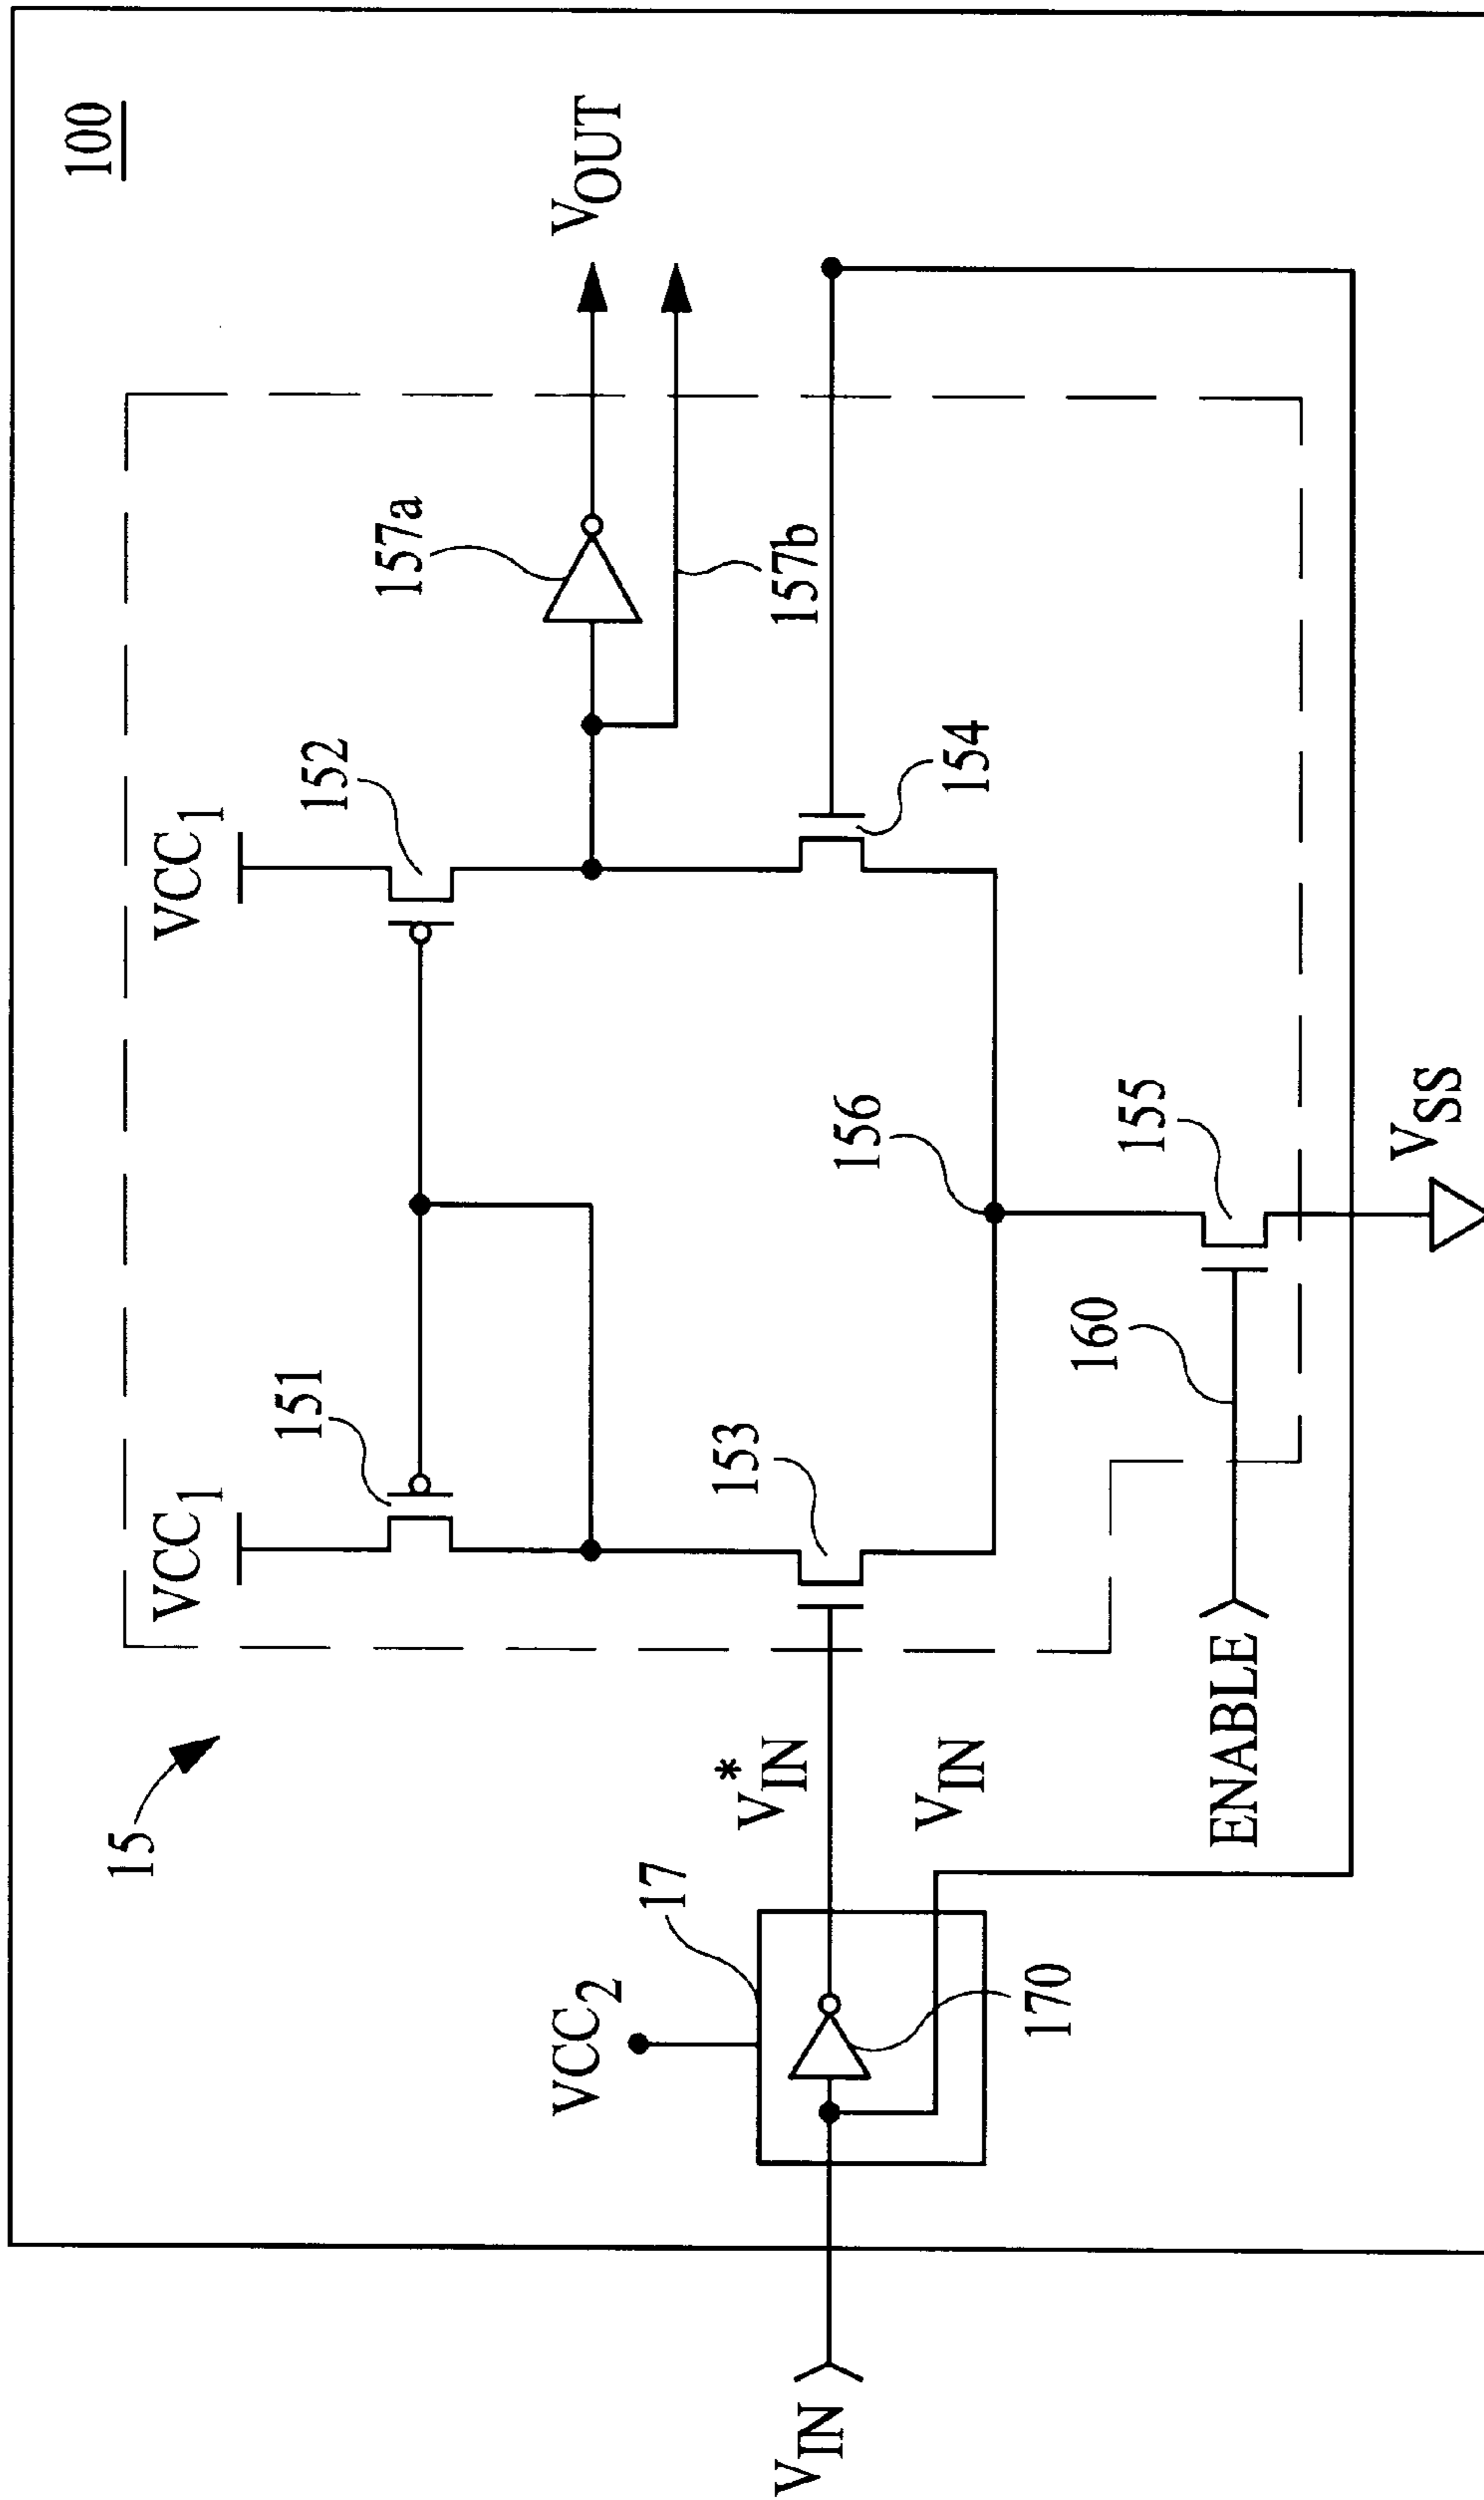 100
15
VCC1
VCC1
151
152
157a
VOUT
157b
VCC2
17
V*IN
153
156
154
VIN
VIN
170
160
155
ENABLE
VSS